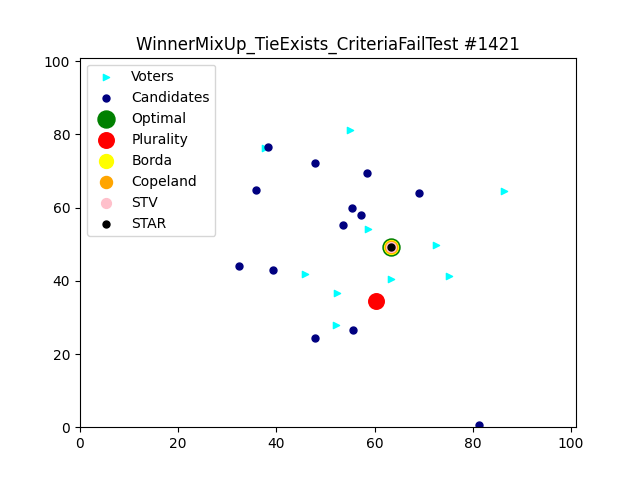 WinnerMixUp_TieExists_CriteriaFailTest #1421
100
80
60
40
20
0
Voters
Candidates
Optimal
Plurality
Borda
Copeland
STV
STAR
0 20 40 60 80 100